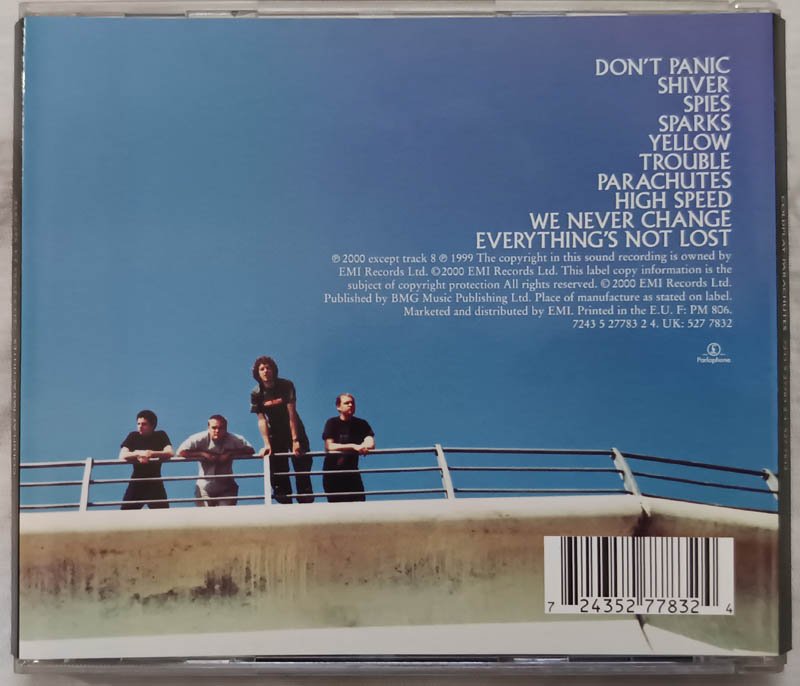 DON'T PANIC
SHIVER
SPIES
SPARKS
YELLOW
TROUBLE
PARACHUTES
HIGH SPEED
WE NEVER CHANGE
EVERYTHING'S NOT LOST
℗ 2000 except track 8 ℗ 1999 The copyright in this sound recording is owned by
EMI Records Ltd. ©2000 EMI Records Ltd. This label copy information is the
subject of copyright protection All rights reserved. © 2000 EMI Records Ltd.
Published by BMG Music Publishing Ltd. Place of manufacture as stated on label.
Marketed and distributed by EMI. Printed in the E.U. F: PM 806.
7243 5 27783 2 4. UK: 527 7832
Parlophone
7 24352 77832 4
COLDPLAY PARACHUTES